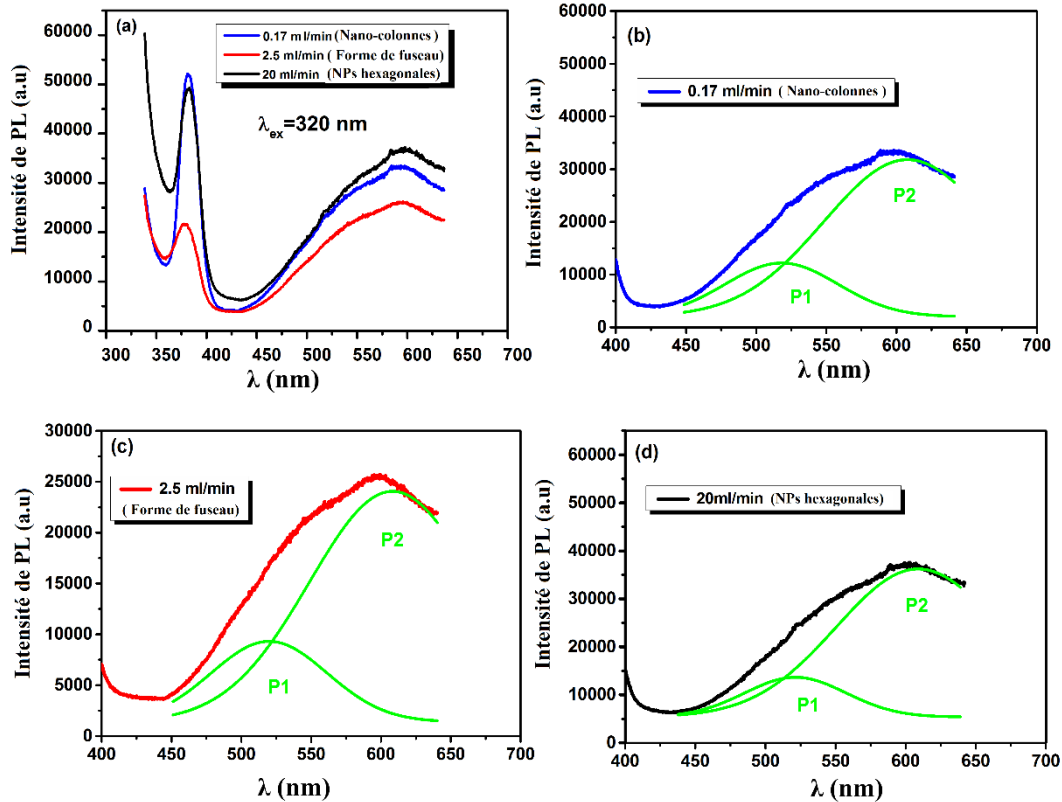 (a)
0.17 ml/min (Nano-colonnes)
2.5 ml/min ( Forme de fuseau)
20 ml/min (NPs hexagonales)
λex=320 nm
Intensité de PL (a.u)
60000
50000
40000
30000
20000
10000
0
300 350 400 450 500 550 600 650 700
λ (nm)
(b)
0.17 ml/min ( Nano-colonnes )
P2
P1
Intensité de PL (a.u)
60000
50000
40000
30000
20000
10000
0
400 450 500 550 600 650 700
λ (nm)
(c)
2.5 ml/min
( Forme de fuseau)
P2
P1
Intensité de PL (a.u)
30000
25000
20000
15000
10000
5000
0
400 450 500 550 600 650 700
λ (nm)
(d)
20ml/min (NPs hexagonales)
P2
P1
Intensité de PL (a.u)
60000
50000
40000
30000
20000
10000
0
400 450 500 550 600 650 700
λ (nm)